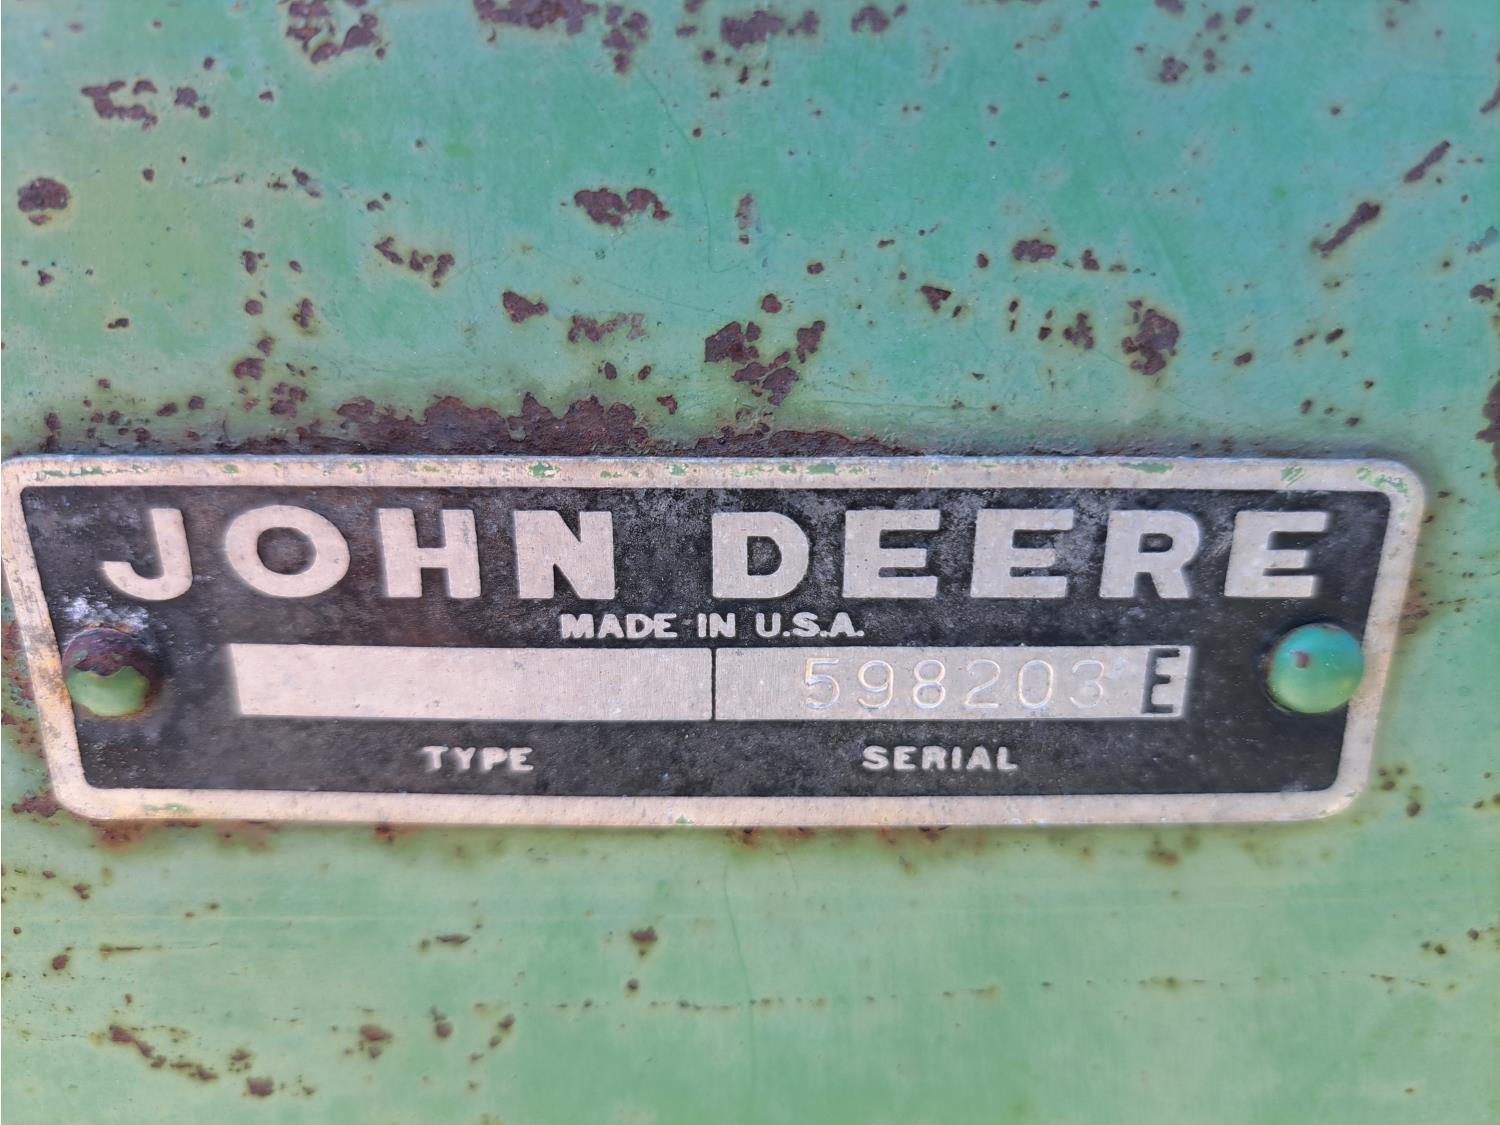 JOHN DEERE
MADE IN U.S.A.
598203 E
TYPE SERIAL